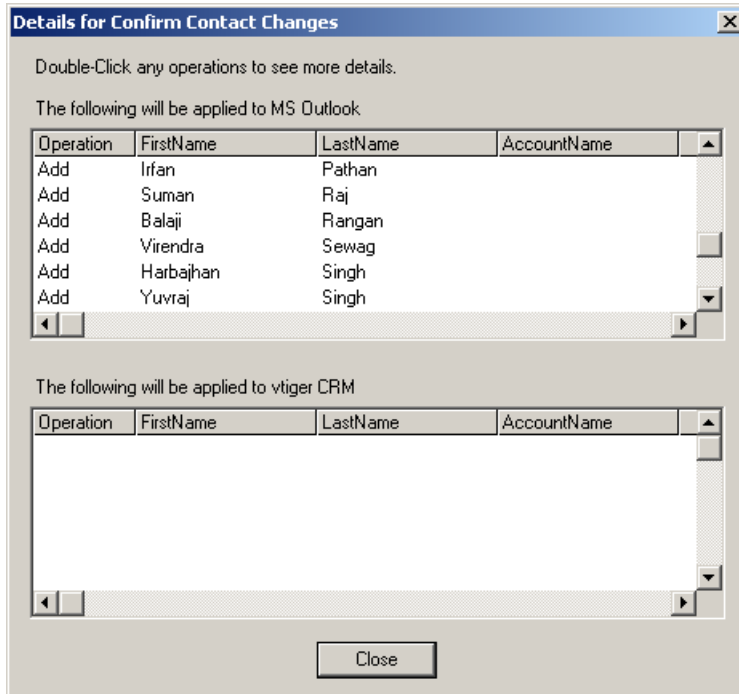 Details for Confirm Contact Changes
Double-Click any operations to see more details.
The following will be applied to MS Outlook
Operation FirstName LastName AccountName
Add Irfan Pathan
Add Suman Raj
Add Balaji Rangan
Add Virendra Sewag
Add Harbajhan Singh
Add Yuvraj Singh
The following will be applied to vtiger CRM
Operation FirstName LastName AccountName
Close